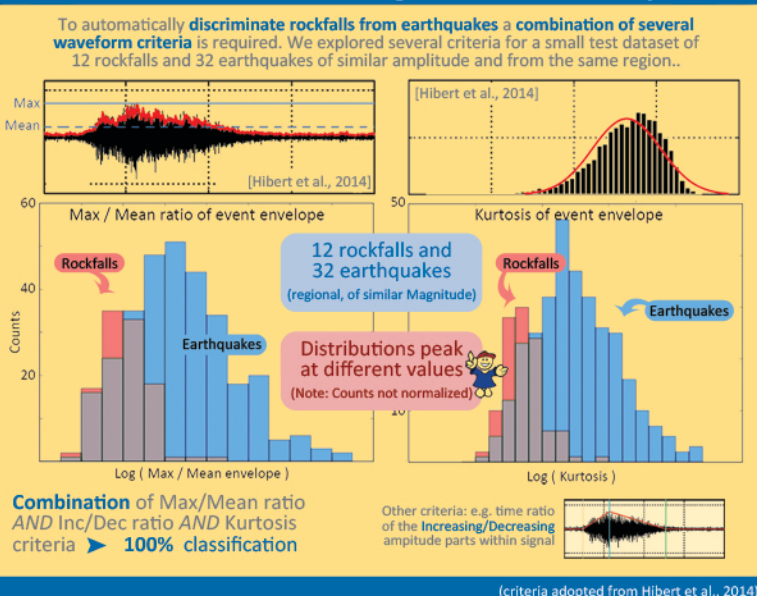 To automatically discriminate rockfalls from earthquakes a combination of several
waveform criteria is required. We explored several criteria for a small test dataset of
12 rockfalls and 32 earthquakes of similar amplitude and from the same region..
Max
Mean
[Hibert et al., 2014]
[Hibert et al., 2014]
60
Max / Mean ratio of event envelope
50
Kurtosis of event envelope
12 rockfalls and
32 earthquakes
(regional, of similar Magnitude)
Rockfalls
Rockfalls
40
Earthquakes
Earthquakes
Counts
Distributions peak
at different values
(Note: Counts not normalized)
20
10
Log ( Max / Mean envelope )
Log ( Kurtosis )
Combination of Max/Mean ratio
AND Inc/Dec ratio AND Kurtosis
criteria ➤ 100% classification
Other criteria: e.g. time ratio
of the Increasing/Decreasing
ampitude parts within signal
(criteria adopted from Hibert et al., 2014)